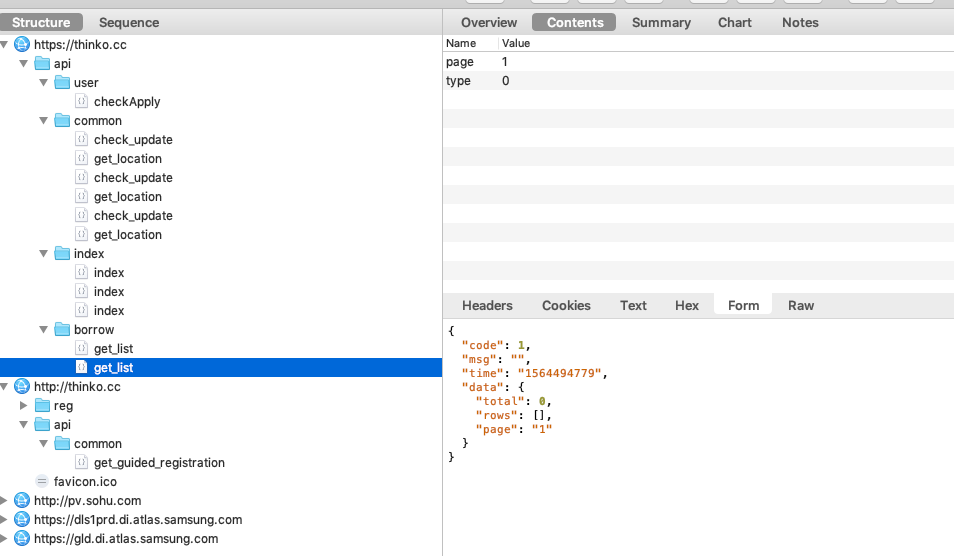 Structure
Sequence
https://thinko.cc
api
user
checkApply
common
check_update
get_location
check_update
get_location
check_update
get_location
index
index
index
index
borrow
get_list
get_list
http://thinko.cc
reg
api
common
get_guided_registration
favicon.ico
http://pv.sohu.com
https://dls1prd.di.atlas.samsung.com
https://gld.di.atlas.samsung.com
Overview Contents Summary Chart Notes
Name Value
page 1
type 0
Headers Cookies Text Hex Form Raw
{
"code": 1,
"msg": "",
"time": "1564494779",
"data": {
"total": 0,
"rows": [],
"page": "1"
}
}